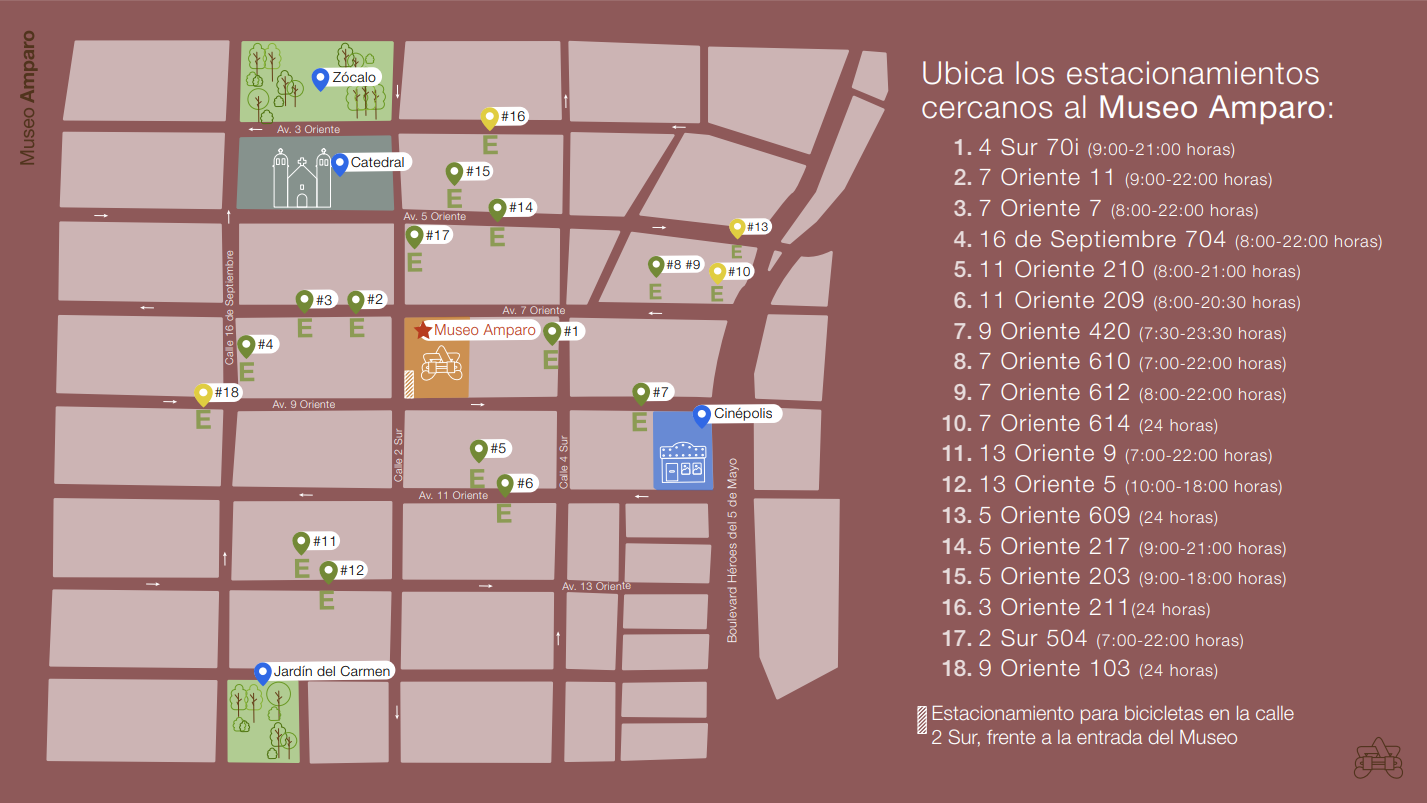 Museo Amparo
Zócalo
#16
Av. 3 Oriente
E
Catedral
#15
E
#14
Av. 5 Oriente
E
#17
E
#13
E
#8 #9
E
#10
E
Calle 16 de Septiembre
#3
E
#2
E
Av. 7 Oriente
Museo Amparo
#1
E
#4
E
#18
E
Av. 9 Oriente
#7
E
Cinépolis
Calle 2 Sur
#5
E
Calle 4 Sur
#6
E
Av. 11 Oriente
Boulevard Héroes del 5 de Mayo
#11
E
#12
E
Av. 13 Oriente
Jardín del Carmen
Ubica los estacionamientos
cercanos al Museo Amparo:
1. 4 Sur 70i (9:00-21:00 horas)
2. 7 Oriente 11 (9:00-22:00 horas)
3. 7 Oriente 7 (8:00-22:00 horas)
4. 16 de Septiembre 704 (8:00-22:00 horas)
5. 11 Oriente 210 (8:00-21:00 horas)
6. 11 Oriente 209 (8:00-20:30 horas)
7. 9 Oriente 420 (7:30-23:30 horas)
8. 7 Oriente 610 (7:00-22:00 horas)
9. 7 Oriente 612 (8:00-22:00 horas)
10. 7 Oriente 614 (24 horas)
11. 13 Oriente 9 (7:00-22:00 horas)
12. 13 Oriente 5 (10:00-18:00 horas)
13. 5 Oriente 609 (24 horas)
14. 5 Oriente 217 (9:00-21:00 horas)
15. 5 Oriente 203 (9:00-18:00 horas)
16. 3 Oriente 211(24 horas)
17. 2 Sur 504 (7:00-22:00 horas)
18. 9 Oriente 103 (24 horas)
Estacionamiento para bicicletas en la calle
2 Sur, frente a la entrada del Museo